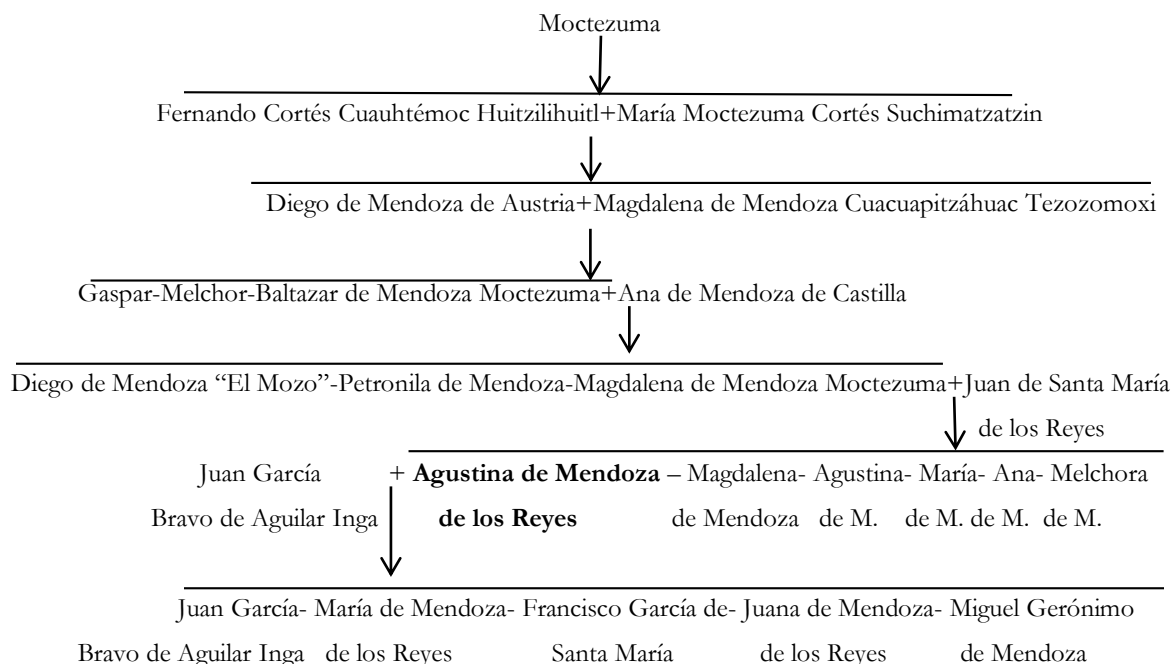 Moctezuma
Fernando Cortés Cuauhtémoc Huitzilihuitl+María Moctezuma Cortés Suchimatzatzin
Diego de Mendoza de Austria+Magdalena de Mendoza Cuacuapitzáhuac Tezozomoxi
Gaspar-Melchor-Baltazar de Mendoza Moctezuma+Ana de Mendoza de Castilla
Diego de Mendoza “El Mozo”-Petronila de Mendoza-Magdalena de Mendoza Moctezuma+Juan de Santa María
de los Reyes
Juan García + Agustina de Mendoza – Magdalena- Agustina- María- Ana- Melchora
Bravo de Aguilar Inga de los Reyes de Mendoza de M. de M. de M. de M.
Juan García- María de Mendoza- Francisco García de- Juana de Mendoza- Miguel Gerónimo
Bravo de Aguilar Inga de los Reyes Santa María de los Reyes de Mendoza